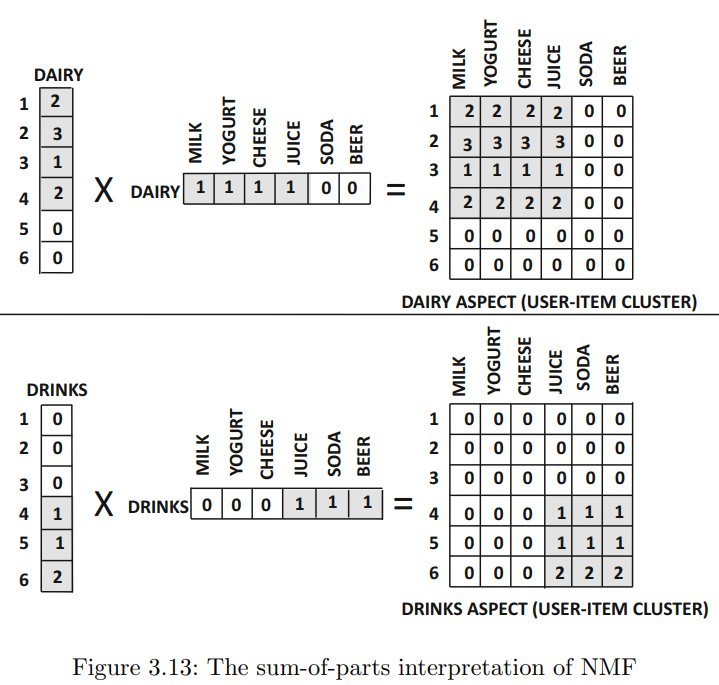 DAIRY
MILK YOGURT CHEESE JUICE SODA BEER
1 2
2 3
3 1
4 2
5 0
6 0
X DAIRY 1 1 1 1 0 0 =
MILK YOGURT CHEESE JUICE SODA BEER
1 2 2 2 2 0 0
2 3 3 3 3 0 0
3 1 1 1 1 0 0
4 2 2 2 2 0 0
5 0 0 0 0 0 0
6 0 0 0 0 0 0
DAIRY ASPECT (USER-ITEM CLUSTER)
DRINKS
1 0
2 0
3 0
4 1
5 1
6 2
MILK YOGURT CHEESE JUICE SODA BEER
X DRINKS 0 0 0 1 1 1 =
MILK YOGURT CHEESE JUICE SODA BEER
1 0 0 0 0 0 0
2 0 0 0 0 0 0
3 0 0 0 0 0 0
4 0 0 0 1 1 1
5 0 0 0 1 1 1
6 0 0 0 2 2 2
DRINKS ASPECT (USER-ITEM CLUSTER)
Figure 3.13: The sum-of-parts interpretation of NMF